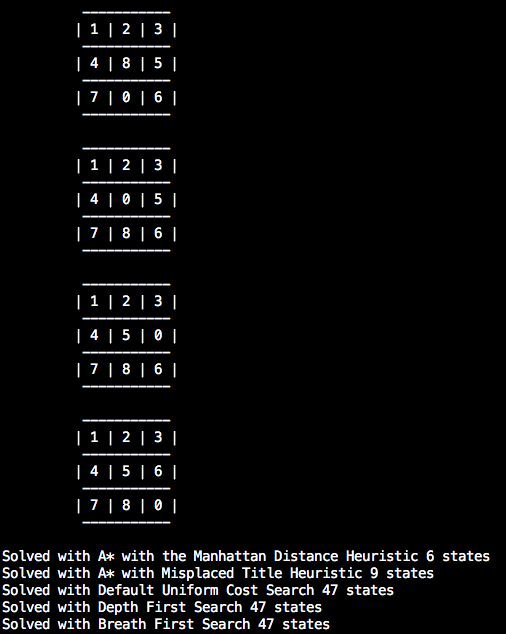 | 1 | 2 | 3 |
| 4 | 8 | 5 |
| 7 | 0 | 6 |
| 1 | 2 | 3 |
| 4 | 0 | 5 |
| 7 | 8 | 6 |
| 1 | 2 | 3 |
| 4 | 5 | 0 |
| 7 | 8 | 6 |
| 1 | 2 | 3 |
| 4 | 5 | 6 |
| 7 | 8 | 0 |
Solved with A* with the Manhattan Distance Heuristic 6 states
Solved with A* with Misplaced Title Heuristic 9 states
Solved with Default Uniform Cost Search 47 states
Solved with Depth First Search 47 states
Solved with Breath First Search 47 states